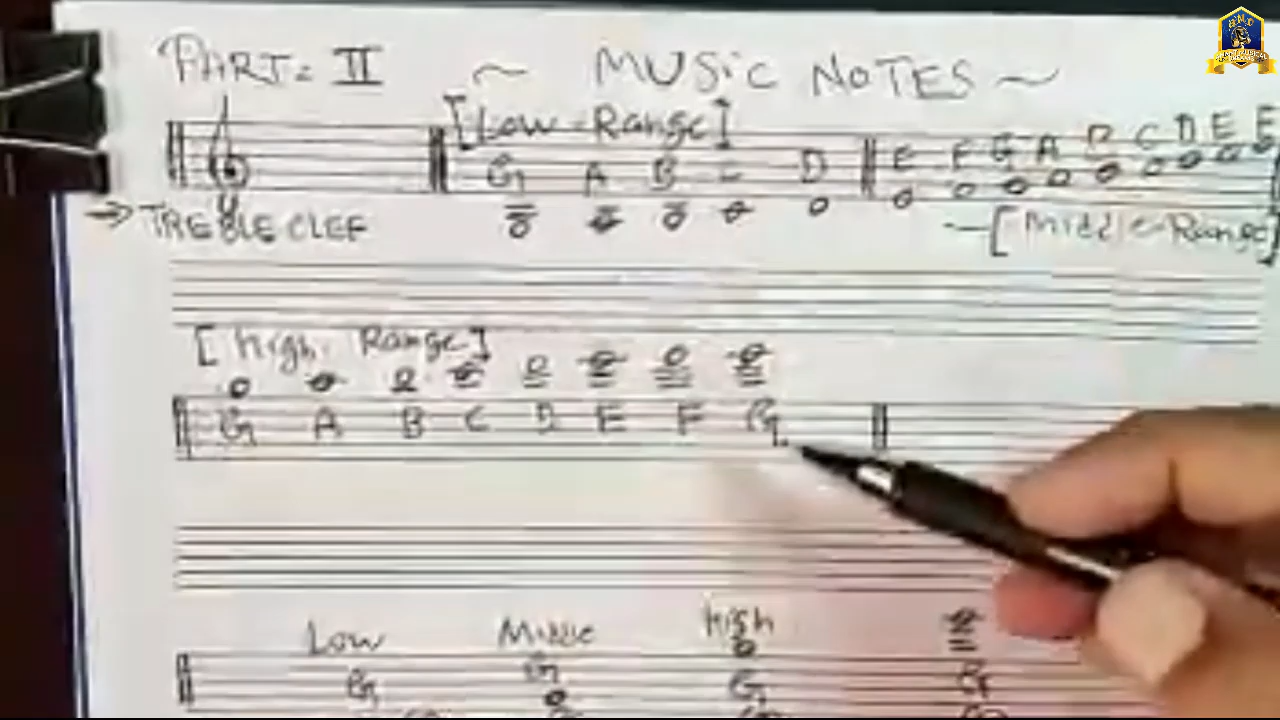 PART= II ~ MUSIC NOTES ~
[Low-Range]
G A B C D E F G A B C D E F
→ TREBLE CLEF
[Middle-Range]
[High. Range]
G A B C D E F G
Low Middle High
G G G G